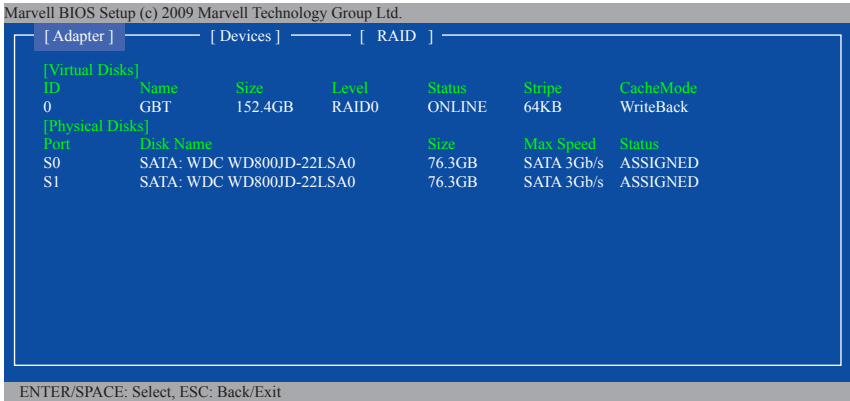 Marvell BIOS Setup (c) 2009 Marvell Technology Group Ltd.
[ Adapter ] [ Devices ] [ RAID ]
[Virtual Disks]
ID Name Size Level Status Stripe CacheMode
0 GBT 152.4GB RAID0 ONLINE 64KB WriteBack
[Physical Disks]
Port Disk Name Size Max Speed Status
S0 SATA: WDC WD800JD-22LSA0 76.3GB SATA 3Gb/s ASSIGNED
S1 SATA: WDC WD800JD-22LSA0 76.3GB SATA 3Gb/s ASSIGNED
ENTER/SPACE: Select, ESC: Back/Exit